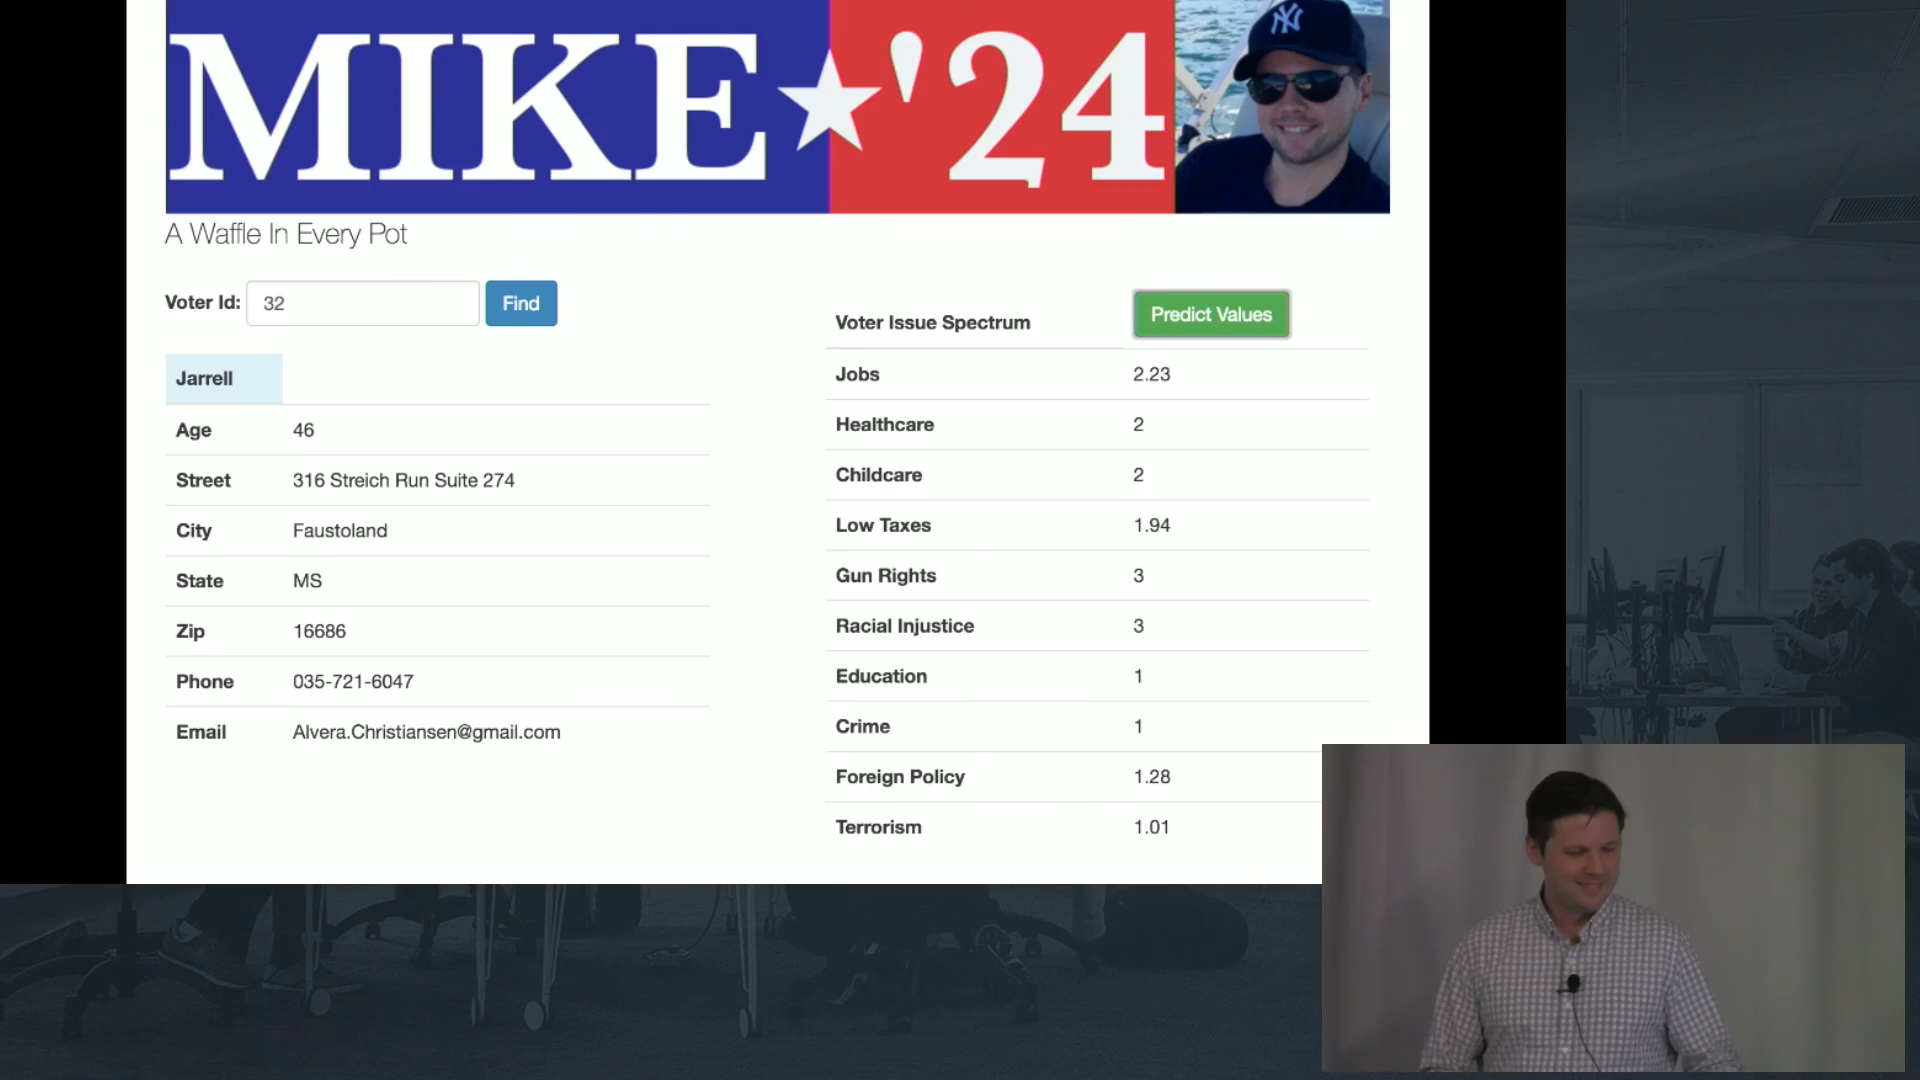 MIKE★'24
NY
A Waffle In Every Pot
Voter Id: 32 Find
Jarrell
Age 46
Street 316 Streich Run Suite 274
City Faustoland
State MS
Zip 16686
Phone 035-721-6047
Email Alvera.Christiansen@gmail.com
Voter Issue Spectrum Predict Values
Jobs 2.23
Healthcare 2
Childcare 2
Low Taxes 1.94
Gun Rights 3
Racial Injustice 3
Education 1
Crime 1
Foreign Policy 1.28
Terrorism 1.01